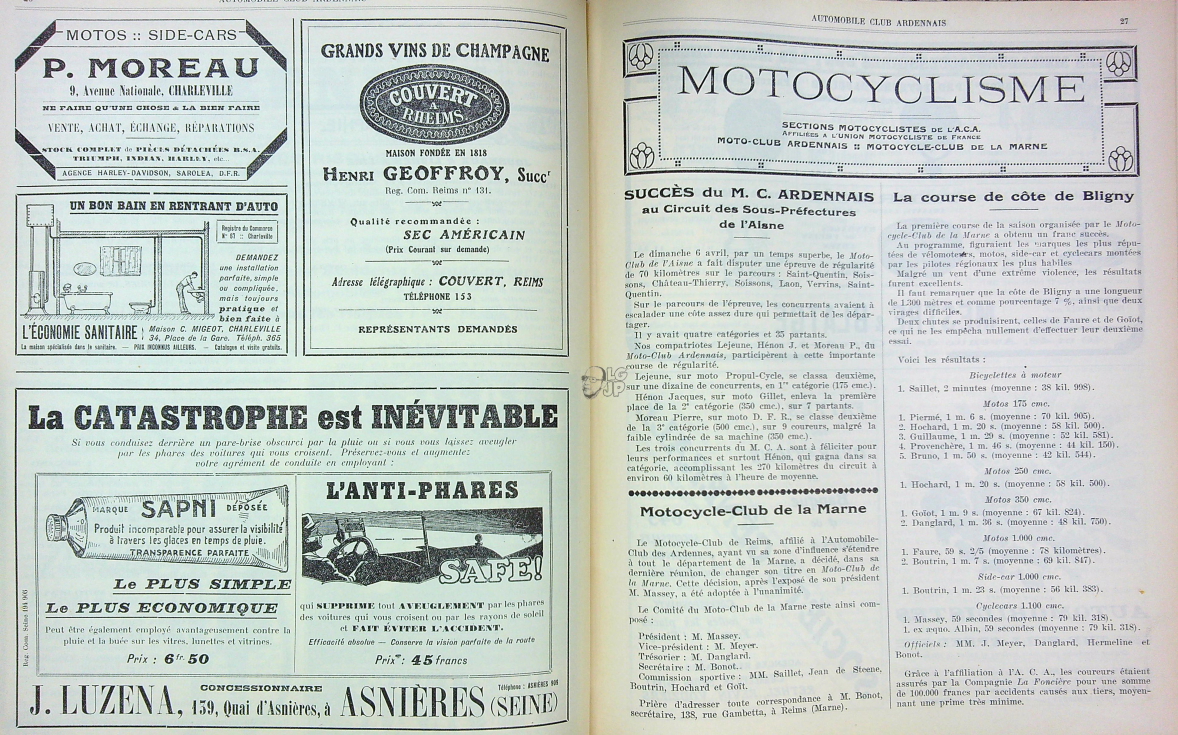 AUTOMOBILE CLUB ARDENNAIS
MOTOS :: SIDE-CARS
P. MOREAU
9, Avenue Nationale, CHARLEVILLE
NE FAIRE QU'UNE CHOSE & LA BIEN FAIRE
VENTE, ACHAT, ÉCHANGE, RÉPARATIONS
STOCK COMPLET de PIÈCES DÉTACHÉES B.S.A.
TRIUMPH, INDIAN, HARLEY, etc...
AGENCE HARLEY-DAVIDSON, SAROLEA, D.F.R.
UN BON BAIN EN RENTRANT D'AUTO
Registre du Commerce
N° 67 :: Charleville
DEMANDEZ
une installation
parfaite, simple
ou compliquée,
mais toujours
pratique et
bien faite à
L'ÉCONOMIE SANITAIRE
Maison C. MIGEOT, CHARLEVILLE
34, Place de la Gare. Téléph. 365
La maison spécialisée dans le sanitaire. — PRIX INCONNUS AILLEURS. — Catalogue et visite gratuits.
GRANDS VINS DE CHAMPAGNE
COUVERT
A
RHEIMS
MAISON FONDÉE EN 1818
HENRI GEOFFROY, Succr
Reg. Com. Reims n° 131.
Qualité recommandée :
SEC AMÉRICAIN
(Prix Courant sur demande)
Adresse télégraphique : COUVERT, REIMS
TÉLÉPHONE 153
REPRÉSENTANTS DEMANDÉS
La CATASTROPHE est INÉVITABLE
Si vous conduisez derrière un pare-brise obscurci par la pluie ou si vous vous laissez aveugler
par les phares des voitures qui vous croisent. Préservez-vous et augmentez
votre agrément de conduite en employant :
MARQUE SAPNI DÉPOSÉE
Produit incomparable pour assurer la visibilité
à travers les glaces en temps de pluie.
TRANSPARENCE PARFAITE
LE PLUS SIMPLE
LE PLUS ECONOMIQUE
Peut être également employé avantageusement contre la
pluie et la buée sur les vitres, lunettes et vitrines.
Prix : 6 fr. 50
L'ANTI-PHARES
SAFE!
qui SUPPRIME tout AVEUGLEMENT par les phares
des voitures qui vous croisent ou par les rayons de soleil
et FAIT ÉVITER L'ACCIDENT.
Efficacité absolue — Conserve la vision parfaite de la route
Prix : 45 francs
Reg Com Seine 194 906
J. LUZENA, CONCESSIONNAIRE
139, Quai d'Asnières, à ASNIÈRES (SEINE)
Téléphone : ASNIÈRES 909
LG
JP
AUTOMOBILE CLUB ARDENNAIS 27
MOTOCYCLISME
SECTIONS MOTOCYCLISTES DE L'A.C.A.
AFFILIÉES A L'UNION MOTOCYCLISTE DE FRANCE
MOTO-CLUB ARDENNAIS :: MOTOCYCLE-CLUB DE LA MARNE
SUCCÈS du M. C. ARDENNAIS
au Circuit des Sous-Préfectures
de l'Aisne
Le dimanche 6 avril, par un temps superbe, le Moto-
Club de l'Aisne a fait disputer une épreuve de régularité
de 70 kilomètres sur le parcours : Saint-Quentin, Sois-
sons, Château-Thierry, Soissons, Laon, Vervins, Saint-
Quentin.
Sur le parcours de l'épreuve, les concurrents avaient à
escalader une côte assez dure qui permettait de les dépar-
tager.
Il y avait quatre catégories et 35 partants.
Nos compatriotes Lejeune, Hénon J. et Moreau P., du
Moto-Club Ardennais, participèrent à cette importante
course de régularité.
Lejeune, sur moto Propul-Cycle, se classa deuxième,
sur une dizaine de concurrents, en 1re catégorie (175 cmc.).
Hénon Jacques, sur moto Gillet, enleva la première
place de la 2e catégorie (350 cmc.), sur 7 partants.
Moreau Pierre, sur moto D. F. R., se classe deuxième
de la 3e catégorie (500 cmc.), sur 9 coureurs, malgré la
faible cylindrée de sa machine (350 cmc.).
Les trois concurrents du M. C. A. sont à féliciter pour
leurs performances et surtout Hénon, qui gagna dans sa
catégorie, accomplissant les 270 kilomètres du circuit à
environ 60 kilomètres à l'heure de moyenne.
Motocycle-Club de la Marne
Le Motocycle-Club de Reims, affilié à l'Automobile-
Club des Ardennes, ayant vu sa zone d'influence s'étendre
à tout le département de la Marne, a décidé, dans sa
dernière réunion, de changer son titre en Moto-Club de
la Marne. Cette décision, après l'exposé de son président
M. Massey, a été adoptée à l'unanimité.
Le Comité du Moto-Club de la Marne reste ainsi com-
posé :
Président : M. Massey.
Vice-président : M. Meyer.
Trésorier : M. Danglard.
Secrétaire : M. Bonot.
Commission sportive : MM. Saillet, Jean de Steene,
Boutrin, Hochard et Goït.
Prière d'adresser toute correspondance à M. Bonot,
secrétaire, 138, rue Gambetta, à Reims (Marne).
La course de côte de Bligny
La première course de la saison organisée par le Moto-
cycle-Club de la Marne a obtenu un franc succès.
Au programme, figuraient les marques les plus répu-
tées de vélomoteurs, motos, side-car et cyclecars montées
par les pilotes régionaux les plus habiles
Malgré un vent d'une extrême violence, les résultats
furent excellents.
Il faut remarquer que la côte de Bligny a une longueur
de 1.300 mètres et comme pourcentage 7 %, ainsi que deux
virages difficiles.
Deux chutes se produisirent, celles de Faure et de Goïot,
ce qui ne les empêcha nullement d'effectuer leur deuxième
essai.
Voici les résultats :
Bicyclettes à moteur
1. Saillet, 2 minutes (moyenne : 38 kil. 998).
Motos 175 cmc.
1. Piermé, 1 m. 6 s. (moyenne : 70 kil. 905).
2. Hochard, 1 m. 20 s. (moyenne : 58 kil. 500).
3. Guillaume, 1 m. 29 s. (moyenne : 52 kil. 581).
4. Provenchère, 1 m. 46 s. (moyenne : 44 kil. 150).
5. Bruno, 1 m. 50 s. (moyenne : 42 kil. 544).
Motos 250 cmc.
1. Hochard, 1 m. 20 s. (moyenne : 58 kil. 500).
Motos 350 cmc.
1. Goïot, 1 m. 9 s. (moyenne : 67 kil. 824).
2. Danglard, 1 m. 36 s. (moyenne : 48 kil. 750).
Motos 1.000 cmc.
1. Faure, 59 s. 2/5 (moyenne : 78 kilomètres).
2. Boutrin, 1 m. 7 s. (moyenne : 69 kil. 847).
Side-car 1.000 cmc.
1. Boutrin, 1 m. 23 s. (moyenne : 56 kil. 383).
Cyclecars 1.100 cmc.
1. Massey, 59 secondes (moyenne : 79 kil. 318).
1. ex æquo. Albin, 59 secondes (moyenne : 79 kil. 318).
Officiels : MM. J. Meyer, Danglard, Hermeline et
Bonot.
Grâce à l'affiliation à l'A. C. A., les coureurs étaient
assurés par la Compagnie La Foncière pour une somme
de 100.000 francs par accidents causés aux tiers, moyen-
nant une prime très minime.